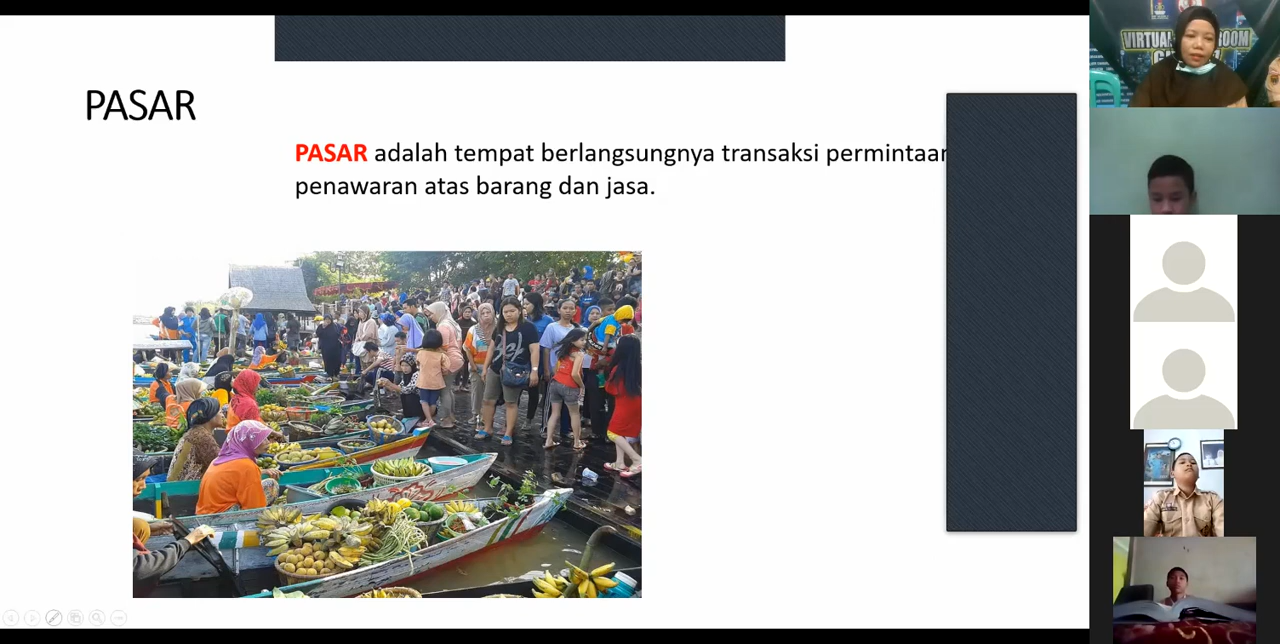 PASAR
PASAR adalah tempat berlangsungnya transaksi permintaan
penawaran atas barang dan jasa.
VIRTUAL ROOM